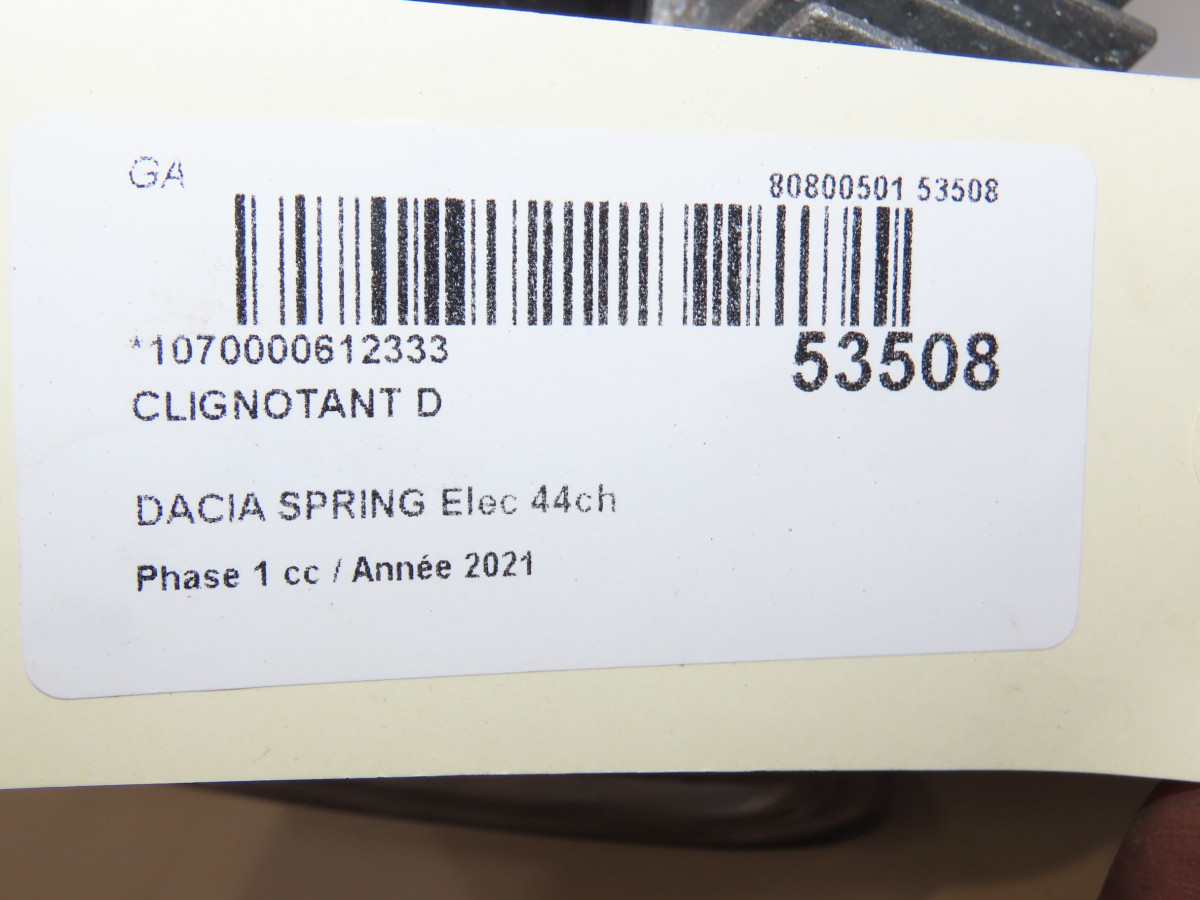 GA
80800501 53508
*1070000612333
53508
CLIGNOTANT D
DACIA SPRING Elec 44ch
Phase 1 cc / Année 2021